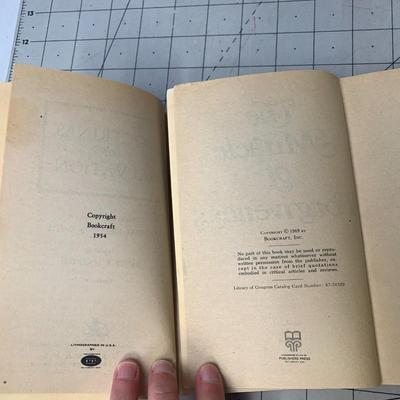 Copyright
Bookcraft
1954
LITHOGRAPHED IN U.S.A.
BY
COPYRIGHT © 1969 BY
BOOKCRAFT, INC.
No part of this book may be used or repro-
duced in any manner whatsoever without
written permission from the publisher, ex-
cept in the case of brief quotations
embodied in critical articles and reviews.
Library of Congress Catalog Card Number:
PUBLISHERS PRESS
13
12
11